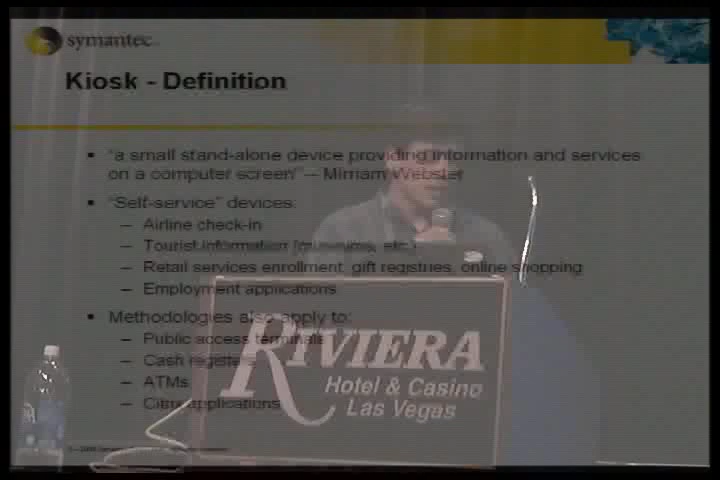 symantec.
Kiosk - Definition
"a small stand-alone device providing information and services
on a computer screen" – Mirriam Webster
"Self-service" devices:
– Airline check-in
– Tourist information (museums, etc.)
– Retail services enrollment, gift registries, online shopping
– Employment applications
Methodologies also apply to:
– Public access terminals
– Cash registers
– ATMs
– Citrix applications
RIVIERA
Hotel & Casino
Las Vegas